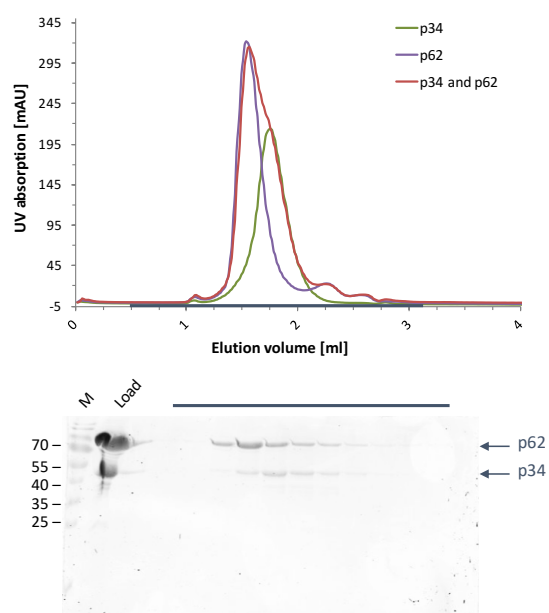 345
295
245
195
145
95
45
-5
UV absorption [mAU]
p34
p62
p34 and p62
0
1
2
3
4
Elution volume [ml]
M
Load
70 –
55 –
40 –
35 –
25 –
p62
p34